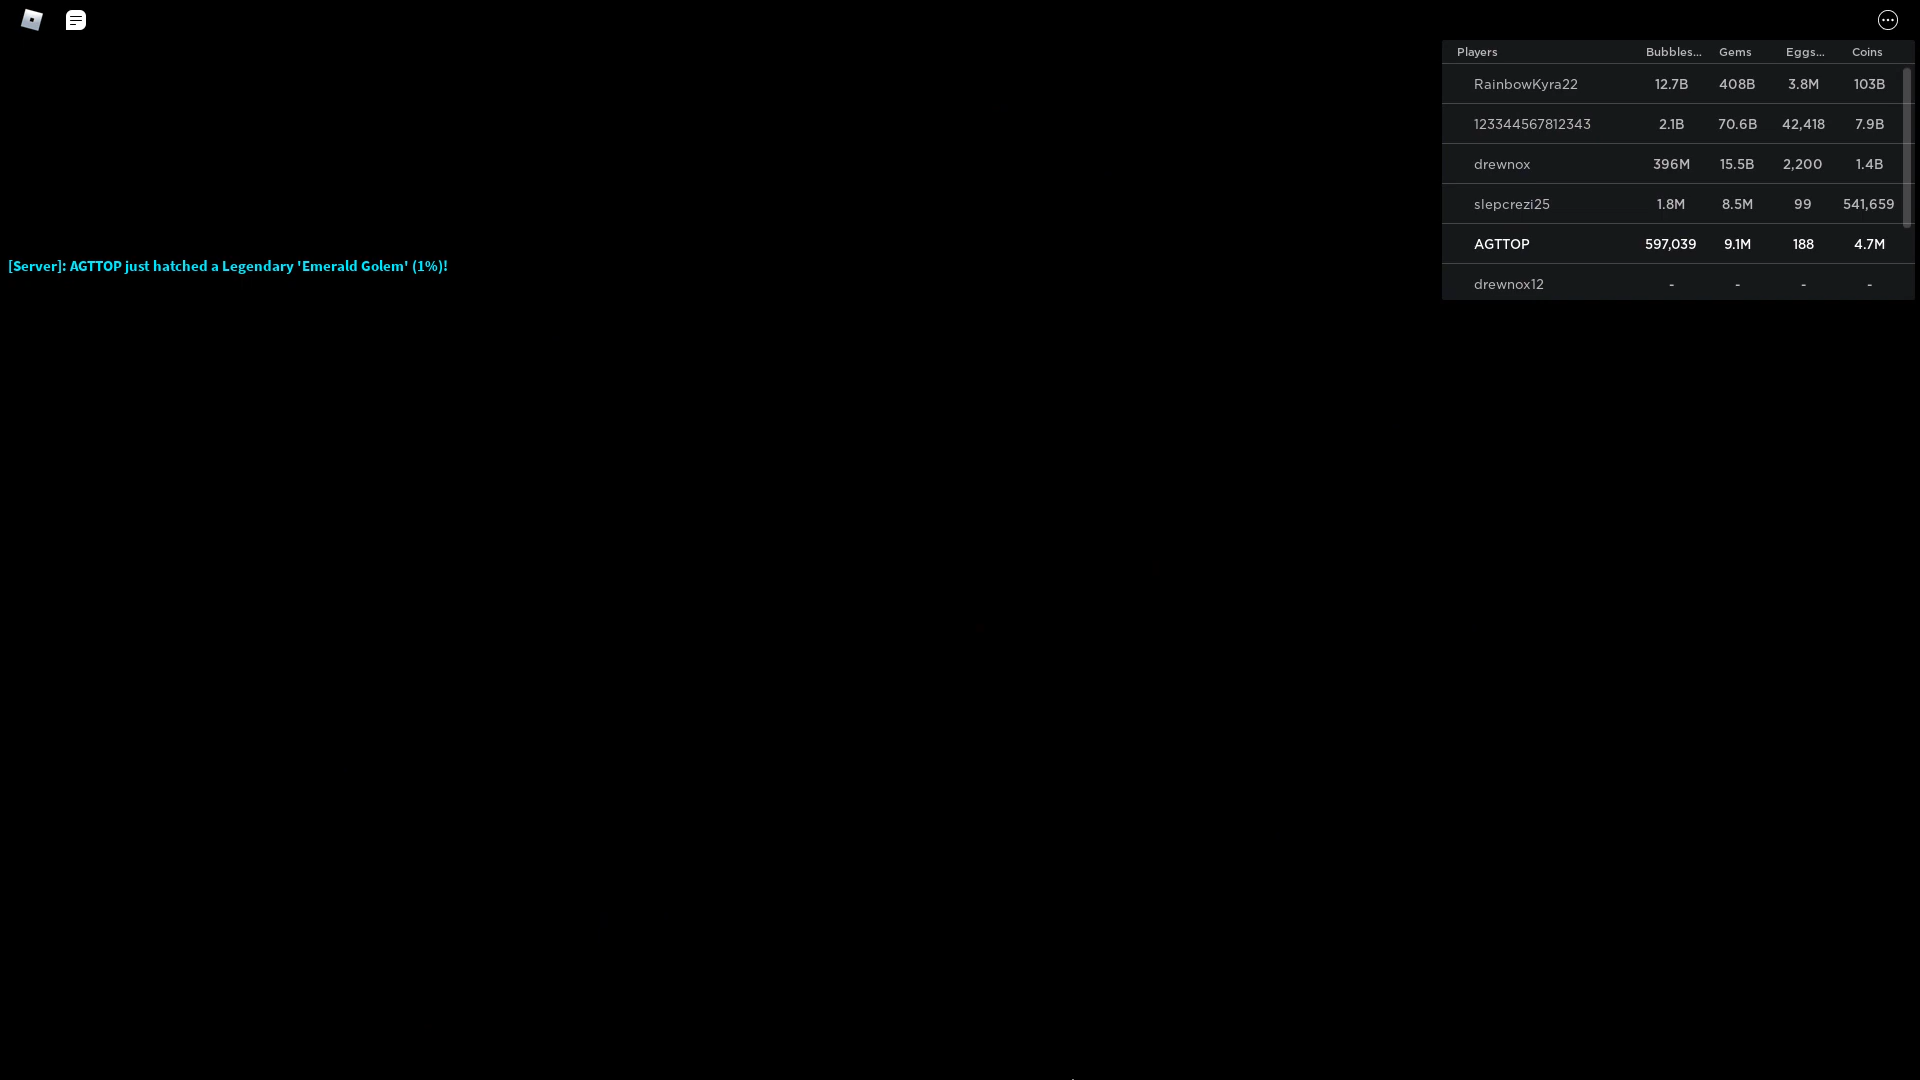 Players Bubbles... Gems Eggs... Coins
RainbowKyra22 12.7B 408B 3.8M 103B
123344567812343 2.1B 70.6B 42,418 7.9B
drewnox 396M 15.5B 2,200 1.4B
slepcrezi25 1.8M 8.5M 99 541,659
AGTTOP 597,039 9.1M 188 4.7M
drewnox12 - - - -
[Server]: AGTTOP just hatched a Legendary 'Emerald Golem' (1%)!